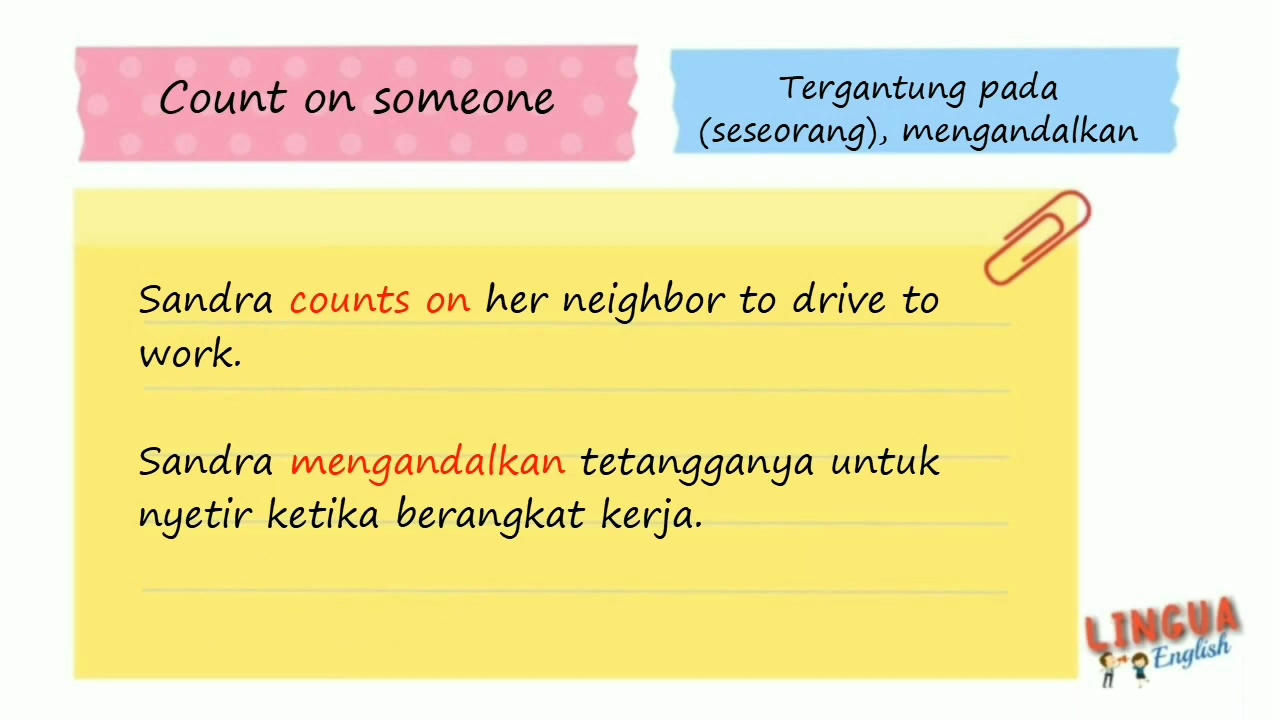 Count on someone
Tergantung pada
(seseorang), mengandalkan
Sandra counts on her neighbor to drive to
work.
Sandra mengandalkan tetangganya untuk
nyetir ketika berangkat kerja.
LINGUA
English